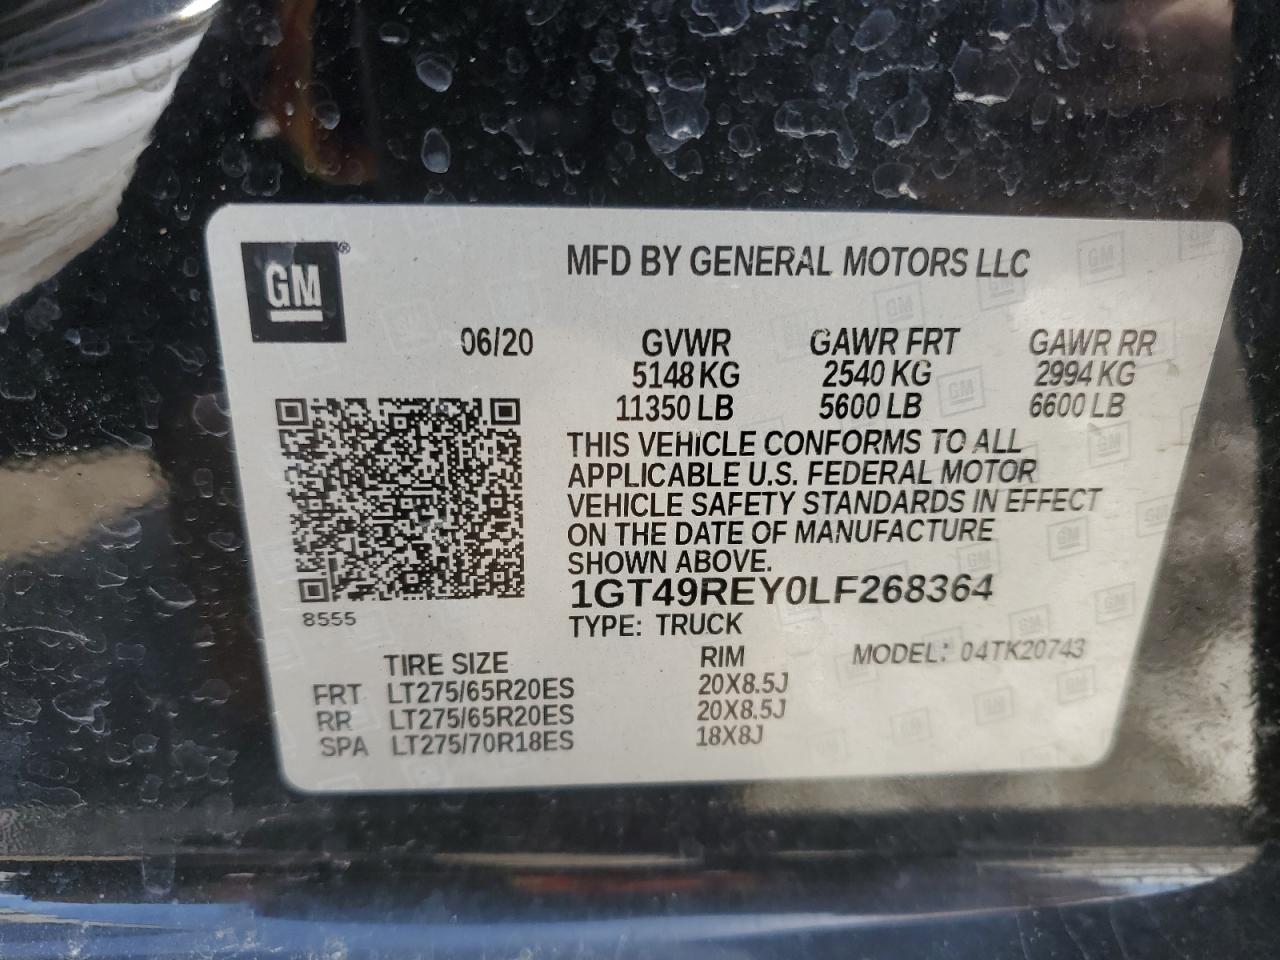 GM®
MFD BY GENERAL MOTORS LLC
06/20 GVWR GAWR FRT GAWR RR
5148 KG 2540 KG 2994 KG
11350 LB 5600 LB 6600 LB
THIS VEHICLE CONFORMS TO ALL
APPLICABLE U.S. FEDERAL MOTOR
VEHICLE SAFETY STANDARDS IN EFFECT
ON THE DATE OF MANUFACTURE
SHOWN ABOVE.
1GT49REY0LF268364
8555
TYPE: TRUCK
TIRE SIZE RIM MODEL: 04TK20743
FRT LT275/65R20ES 20X8.5J
RR LT275/65R20ES 20X8.5J
SPA LT275/70R18ES 18X8J